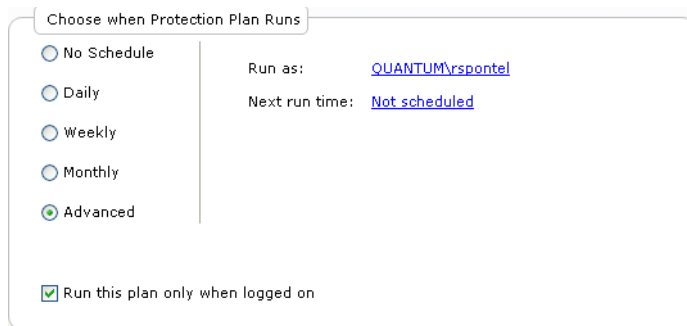 Choose when Protection Plan Runs
No Schedule
Daily
Weekly
Monthly
Advanced
Run as: QUANTUM\rspontel
Next run time: Not scheduled
Run this plan only when logged on